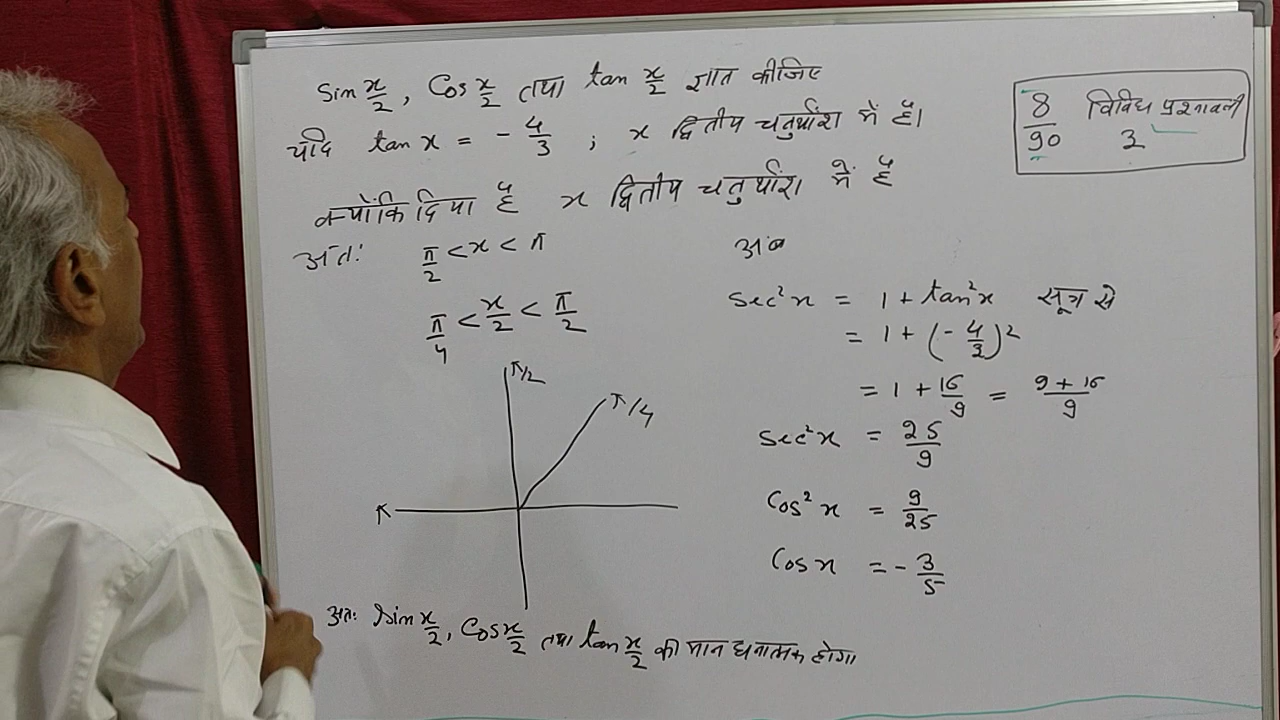 Sin x/2, Cos x/2 तथा tan x/2 ज्ञात कीजिए
यदि tan x = - 4/3 ; x द्वितीय चतुर्थांश में है।
8/90 विविध प्रश्नावली
3
क्योंकि दिया है x द्वितीय चतुर्थांश में है
अतः π/2 < x < π
π/4 < x/2 < π/2
π/2
π/4
π
अतः Sin x/2, Cos x/2 तथा tan x/2 की मान धनात्मक होगा
अब
Sec²x = 1 + tan²x सूत्र से
= 1 + (- 4/3)²
= 1 + 16/9 = 9 + 16/9
Sec²x = 25/9
Cos²x = 9/25
Cos x = - 3/5